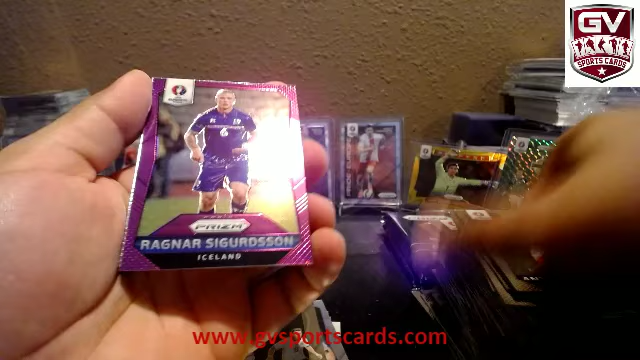 GV
SPORTS CARDS
PRIZM
RAGNAR SIGURDSSON
ICELAND
www.gvsportscards.com